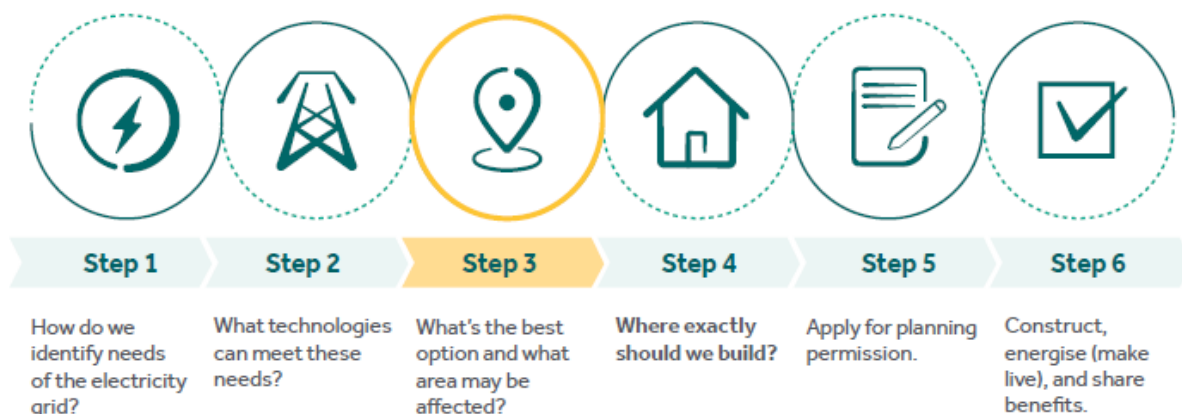 Step 1
Step 2
Step 3
Step 4
Step 5
Step 6
How do we
identify needs
of the electricity
grid?
What technologies
can meet these
needs?
What's the best
option and what
area may be
affected?
Where exactly
should we build?
Apply for planning
permission.
Construct,
energise (make
live), and share
benefits.